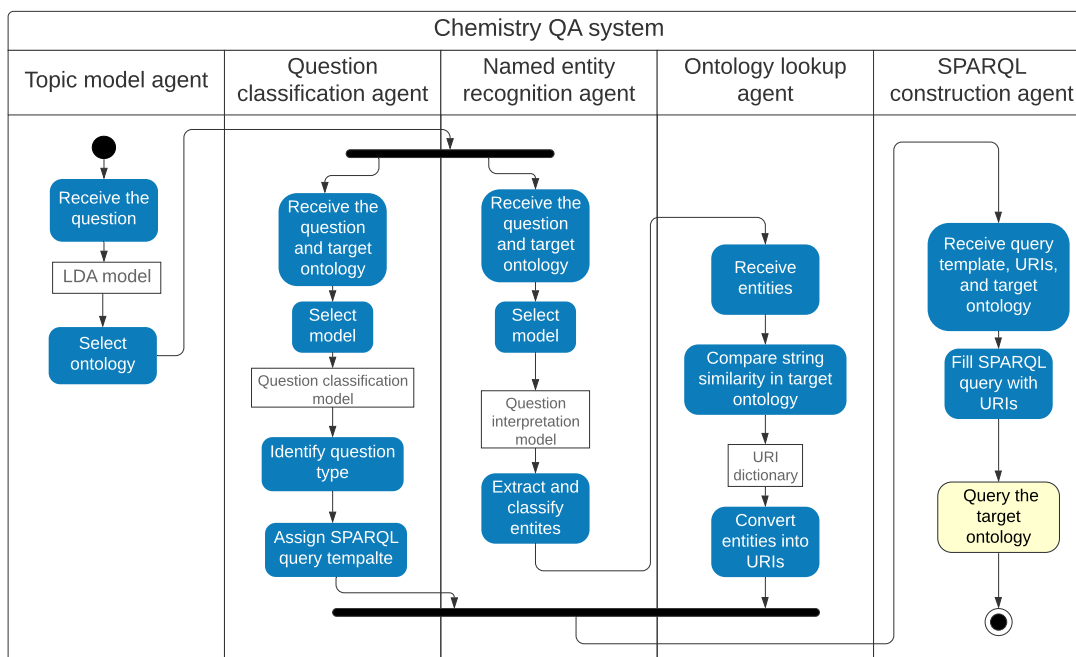 Chemistry QA system
Topic model agent
Question
classification agent
Named entity
recognition agent
Ontology lookup
agent
SPARQL
construction agent
Receive the
question
LDA model
Select
ontology
Receive the
question
and target
ontology
Select
model
Question classification
model
Identify question
type
Assign SPARQL
query tempalte
Receive the
question
and target
ontology
Select
model
Question
interpretation
model
Extract and
classify
entites
Receive
entities
Compare string
similarity in target
ontology
URI
dictionary
Convert
entities into
URIs
Receive query
template, URIs,
and target
ontology
Fill SPARQL
query with
URIs
Query the
target
ontology